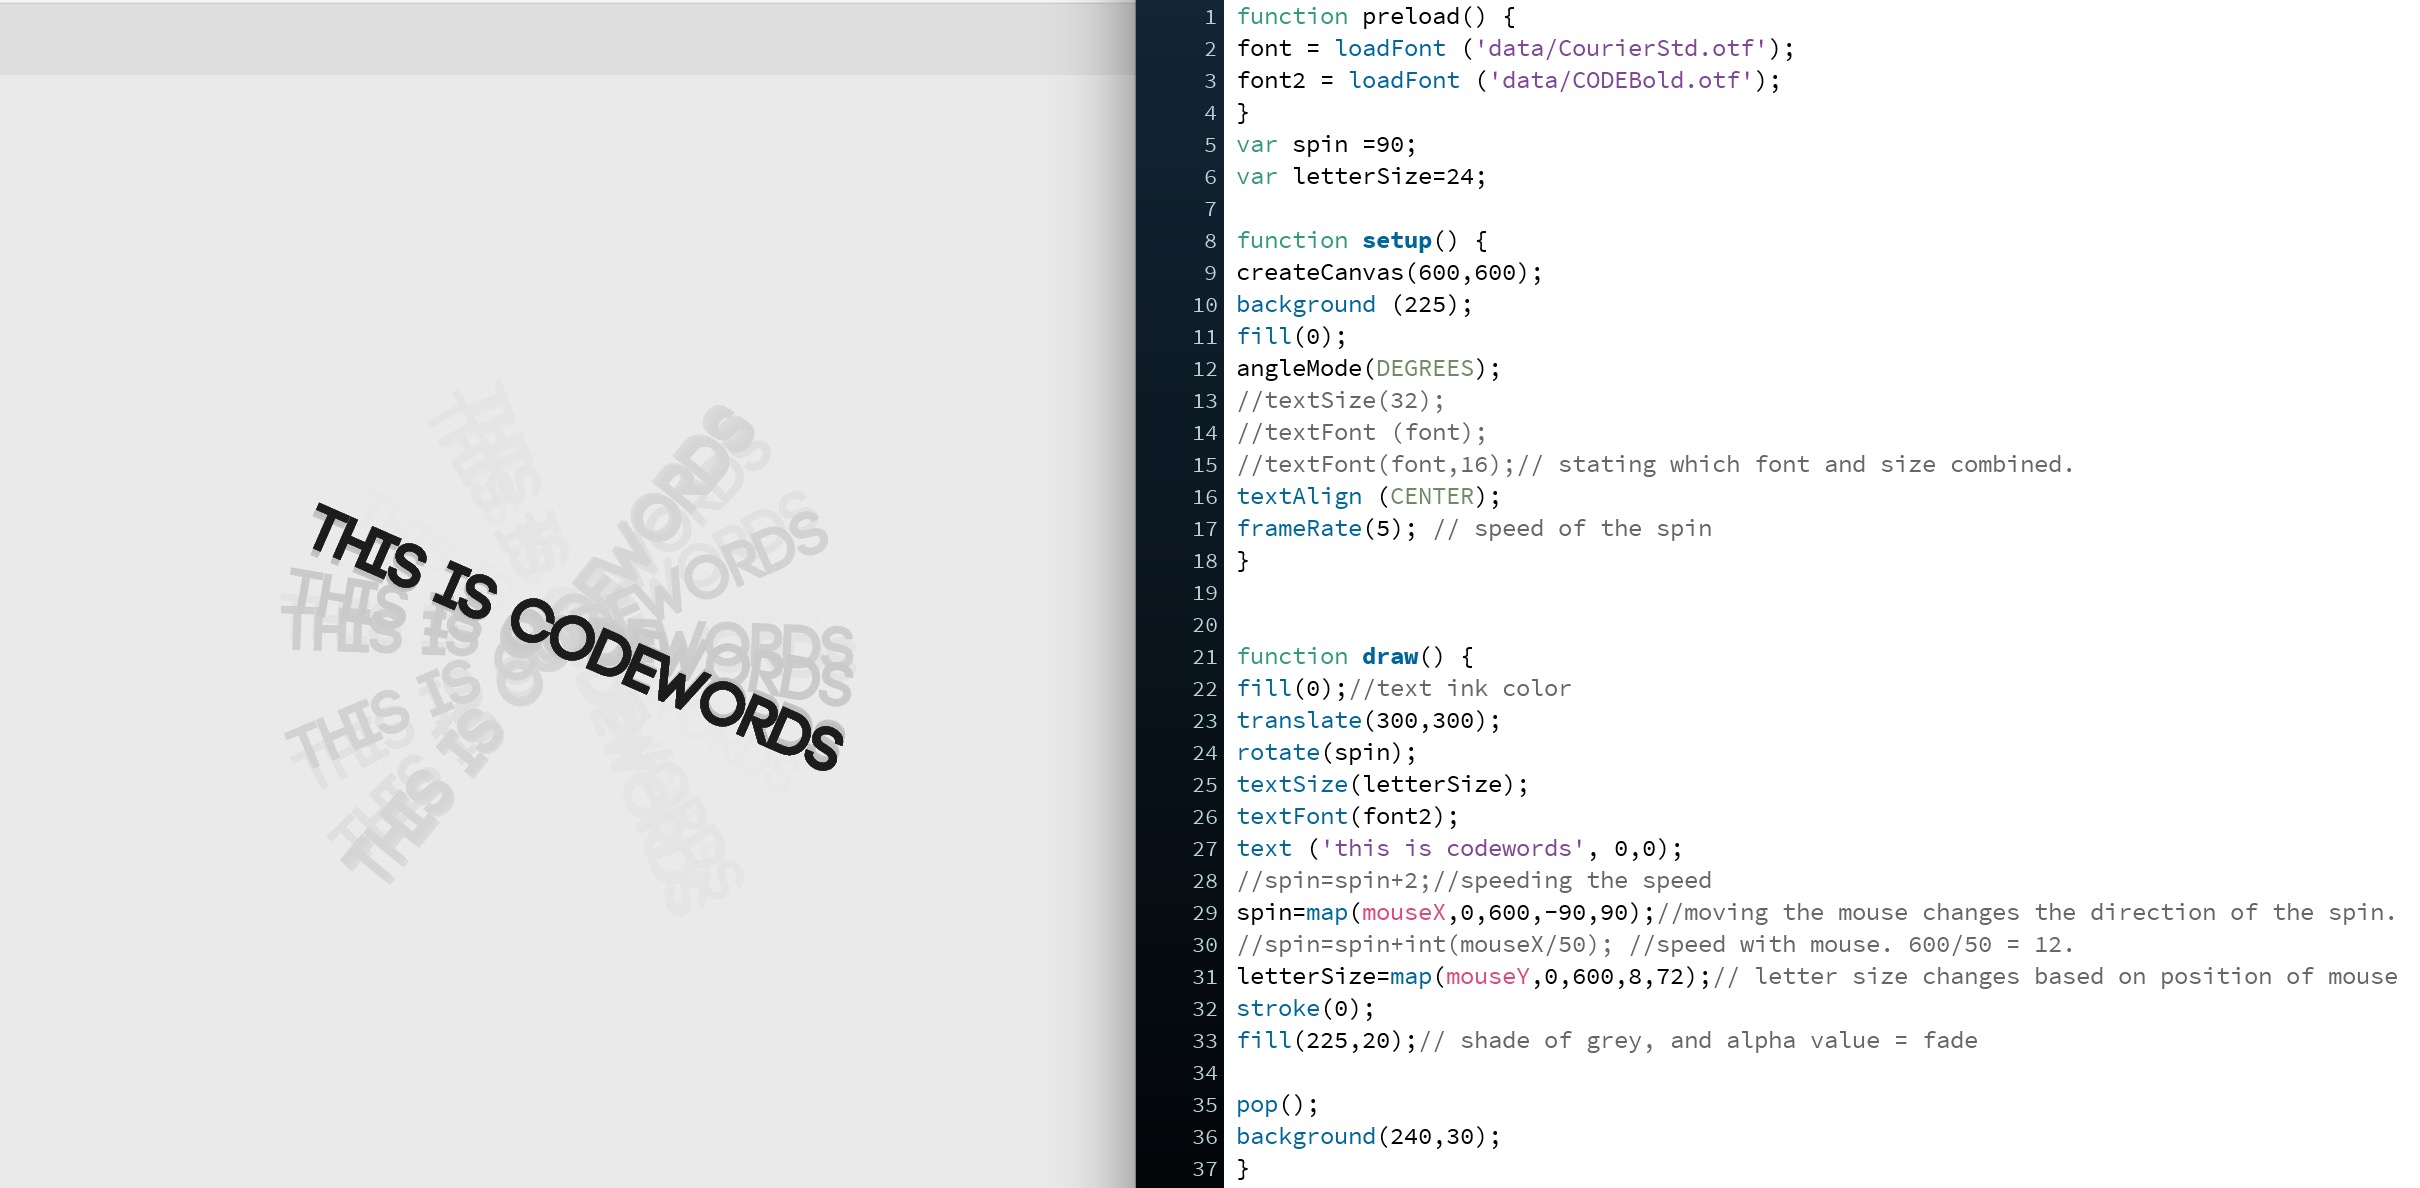 THIS IS CODEWORDS
1 function preload() {
2 font = loadFont ('data/CourierStd.otf');
3 font2 = loadFont ('data/CODEBold.otf');
4 }
5 var spin =90;
6 var letterSize=24;
7
8 function setup() {
9 createCanvas(600,600);
10 background (225);
11 fill(0);
12 angleMode(DEGREES);
13 //textSize(32);
14 //textFont (font);
15 //textFont(font,16);// stating which font and size combined.
16 textAlign (CENTER);
17 frameRate(5); // speed of the spin
18 }
19
20
21 function draw() {
22 fill(0);//text ink color
23 translate(300,300);
24 rotate(spin);
25 textSize(letterSize);
26 textFont(font2);
27 text ('this is codewords', 0,0);
28 //spin=spin+2;//speeding the speed
29 spin=map(mouseX,0,600,-90,90);//moving the mouse changes the direction of the spin.
30 //spin=spin+int(mouseX/50); //speed with mouse. 600/50 = 12.
31 letterSize=map(mouseY,0,600,8,72);// letter size changes based on position of mouse
32 stroke(0);
33 fill(225,20);// shade of grey, and alpha value = fade
34
35 pop();
36 background(240,30);
37 }